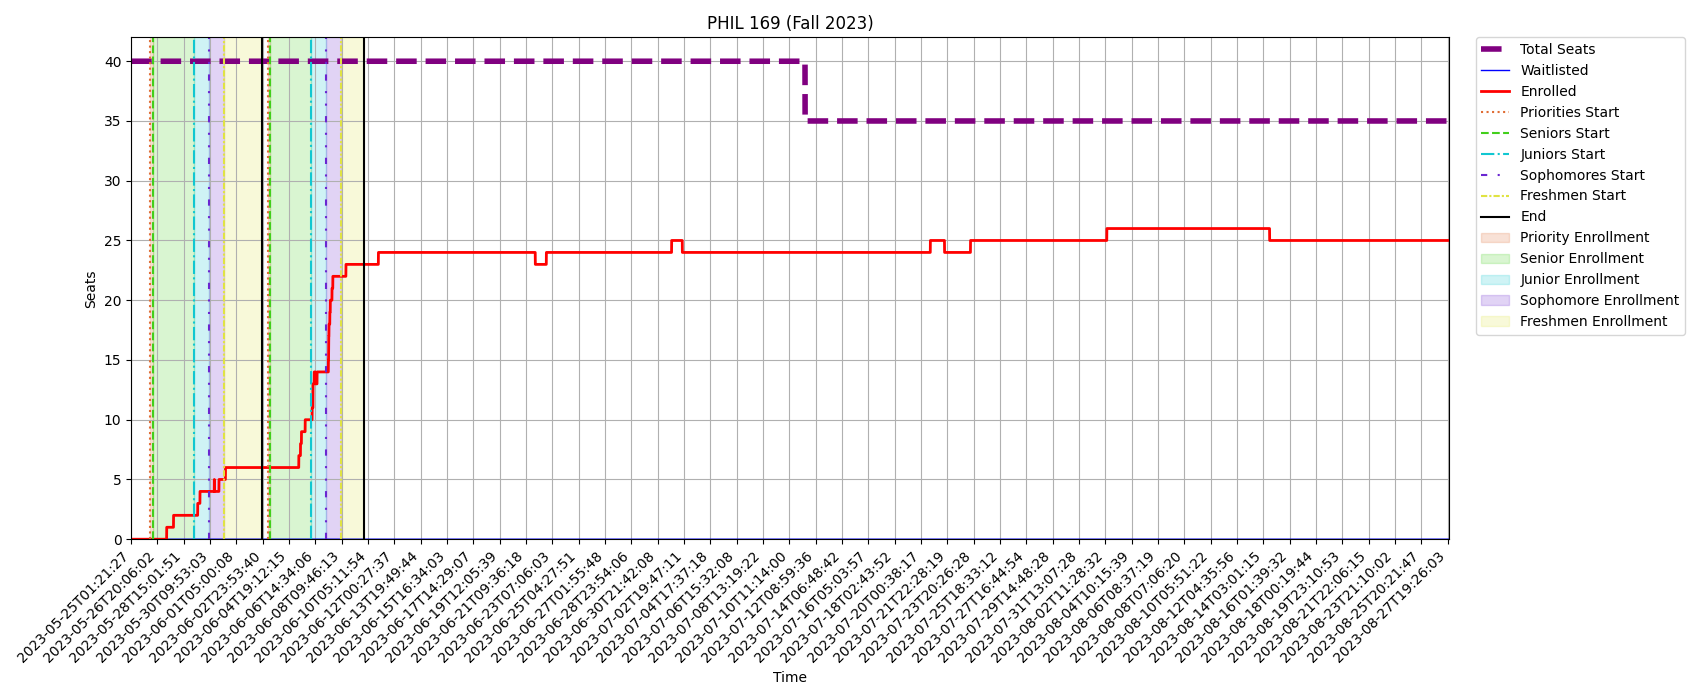 PHIL 169 (Fall 2023)
Seats
40
35
30
25
20
15
10
5
0
2023-05-25T01:21:27
2023-05-26T20:06:02
2023-05-28T15:01:51
2023-05-30T09:53:03
2023-06-01T05:00:08
2023-06-02T23:53:40
2023-06-04T19:12:15
2023-06-06T14:34:06
2023-06-08T09:46:13
2023-06-10T05:11:54
2023-06-12T00:27:37
2023-06-13T19:49:44
2023-06-15T16:34:03
2023-06-17T14:29:07
2023-06-19T12:05:39
2023-06-21T09:36:18
2023-06-23T07:06:03
2023-06-25T04:27:51
2023-06-27T01:55:48
2023-06-28T23:54:06
2023-06-30T21:42:08
2023-07-02T19:47:11
2023-07-04T17:37:18
2023-07-06T15:32:08
2023-07-08T13:19:22
2023-07-10T11:14:00
2023-07-12T08:59:36
2023-07-14T06:48:42
2023-07-16T05:03:57
2023-07-18T02:43:52
2023-07-20T00:38:17
2023-07-21T22:28:19
2023-07-23T20:26:28
2023-07-25T18:33:12
2023-07-27T16:44:54
2023-07-29T14:48:28
2023-07-31T13:07:28
2023-08-02T11:28:32
2023-08-04T10:15:39
2023-08-06T08:37:19
2023-08-08T07:06:20
2023-08-10T05:51:22
2023-08-12T04:35:56
2023-08-14T03:01:15
2023-08-16T01:39:32
2023-08-18T00:19:44
2023-08-19T23:10:53
2023-08-21T22:06:15
2023-08-23T21:10:02
2023-08-25T20:21:47
2023-08-27T19:26:03
Time
Total Seats
Waitlisted
Enrolled
Priorities Start
Seniors Start
Juniors Start
Sophomores Start
Freshmen Start
End
Priority Enrollment
Senior Enrollment
Junior Enrollment
Sophomore Enrollment
Freshmen Enrollment